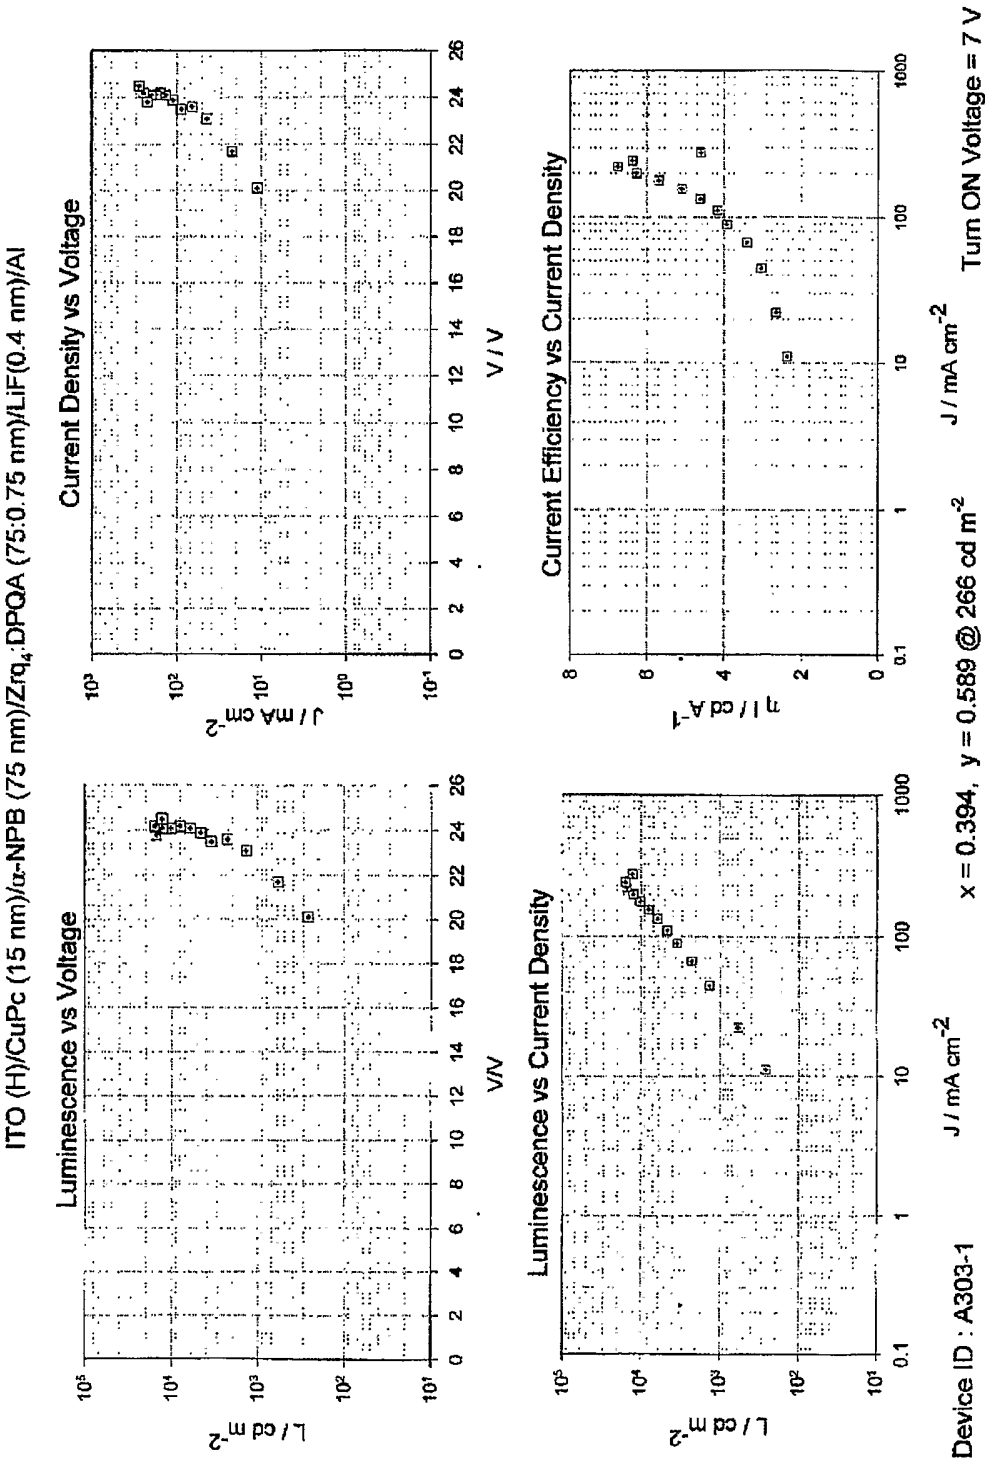 ITO (H)/CuPc (15 nm)/α-NPB (75 nm)/Zrq₄:DPQA (75:0.75 nm)/LiF(0.4 nm)/Al
Luminescence vs Voltage
L / cd m⁻²
10⁵
10⁴
10³
10²
10¹
0 2 4 6 8 10 12 14 16 18 20 22 24 26
V/V
Current Density vs Voltage
J / mA cm⁻²
10³
10²
10¹
10⁰
10⁻¹
0 2 4 6 8 10 12 14 16 18 20 22 24 26
V / V
Luminescence vs Current Density
L / cd m⁻²
10⁵
10⁴
10³
10²
10¹
0.1 1 10 100 1000
J / mA cm⁻²
Current Efficiency vs Current Density
η I / cd A⁻¹
8
6
4
2
0
0.1 1 10 100 1000
J / mA cm⁻²
Device ID : A303-1
x = 0.394, y = 0.589 @ 266 cd m⁻²
Turn ON Voltage = 7 V